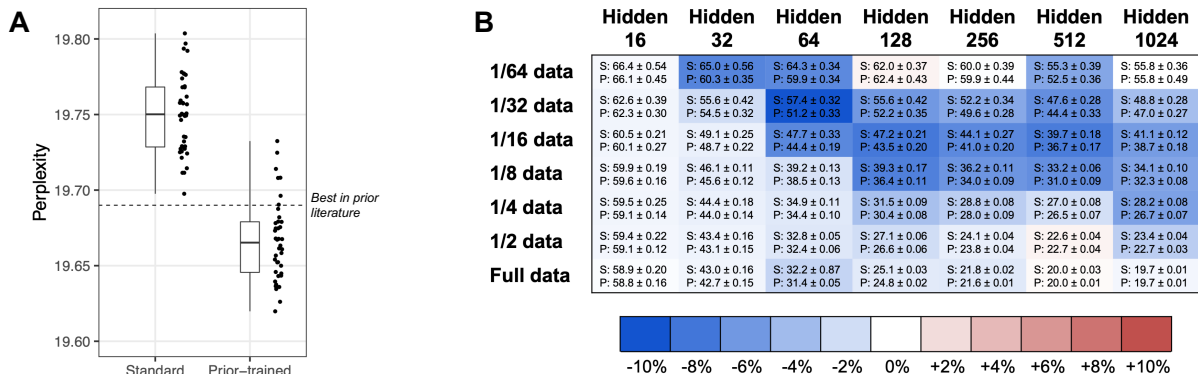 A
Perplexity
19.80
19.75
19.70
19.65
19.60
Best in prior
literature
Standard
Prior-trained
B
Hidden 16
Hidden 32
Hidden 64
Hidden 128
Hidden 256
Hidden 512
Hidden 1024
1/64 data
S: 66.4 ± 0.54 S: 65.0 ± 0.56 S: 64.3 ± 0.34 S: 62.0 ± 0.37 S: 60.0 ± 0.39 S: 55.3 ± 0.39 S: 55.8 ± 0.36
P: 66.1 ± 0.45 P: 60.3 ± 0.35 P: 59.9 ± 0.34 P: 62.4 ± 0.43 P: 59.9 ± 0.44 P: 52.5 ± 0.36 P: 55.8 ± 0.49
1/32 data
S: 62.6 ± 0.39 S: 55.6 ± 0.42 S: 57.4 ± 0.32 S: 55.6 ± 0.42 S: 52.2 ± 0.34 S: 47.6 ± 0.28 S: 48.8 ± 0.28
P: 62.3 ± 0.30 P: 54.5 ± 0.32 P: 51.2 ± 0.33 P: 52.2 ± 0.35 P: 49.6 ± 0.28 P: 44.4 ± 0.33 P: 47.0 ± 0.27
1/16 data
S: 60.5 ± 0.21 S: 49.1 ± 0.25 S: 47.7 ± 0.33 S: 47.2 ± 0.21 S: 44.1 ± 0.27 S: 39.7 ± 0.18 S: 41.1 ± 0.12
P: 60.1 ± 0.27 P: 48.7 ± 0.22 P: 44.4 ± 0.19 P: 43.5 ± 0.20 P: 41.0 ± 0.20 P: 36.7 ± 0.17 P: 38.7 ± 0.18
1/8 data
S: 59.9 ± 0.19 S: 46.1 ± 0.11 S: 39.2 ± 0.13 S: 39.3 ± 0.17 S: 36.2 ± 0.11 S: 33.2 ± 0.06 S: 34.1 ± 0.10
P: 59.6 ± 0.16 P: 45.6 ± 0.12 P: 38.5 ± 0.13 P: 36.4 ± 0.11 P: 34.0 ± 0.09 P: 31.0 ± 0.09 P: 32.3 ± 0.08
1/4 data
S: 59.5 ± 0.25 S: 44.4 ± 0.18 S: 34.9 ± 0.11 S: 31.5 ± 0.09 S: 28.8 ± 0.08 S: 27.0 ± 0.08 S: 28.2 ± 0.08
P: 59.1 ± 0.14 P: 44.0 ± 0.14 P: 34.4 ± 0.10 P: 30.4 ± 0.08 P: 28.0 ± 0.09 P: 26.5 ± 0.07 P: 26.7 ± 0.07
1/2 data
S: 59.4 ± 0.22 S: 43.4 ± 0.16 S: 32.8 ± 0.05 S: 27.1 ± 0.06 S: 24.1 ± 0.04 S: 22.6 ± 0.04 S: 23.4 ± 0.04
P: 59.1 ± 0.12 P: 43.1 ± 0.15 P: 32.4 ± 0.06 P: 26.6 ± 0.06 P: 23.8 ± 0.04 P: 22.7 ± 0.04 P: 22.7 ± 0.03
Full data
S: 58.9 ± 0.20 S: 43.0 ± 0.16 S: 32.2 ± 0.87 S: 25.1 ± 0.03 S: 21.8 ± 0.02 S: 20.0 ± 0.03 S: 19.7 ± 0.01
P: 58.8 ± 0.16 P: 42.7 ± 0.15 P: 31.4 ± 0.05 P: 24.8 ± 0.02 P: 21.6 ± 0.01 P: 20.0 ± 0.01 P: 19.7 ± 0.01
-10% -8% -6% -4% -2% 0% +2% +4% +6% +8% +10%